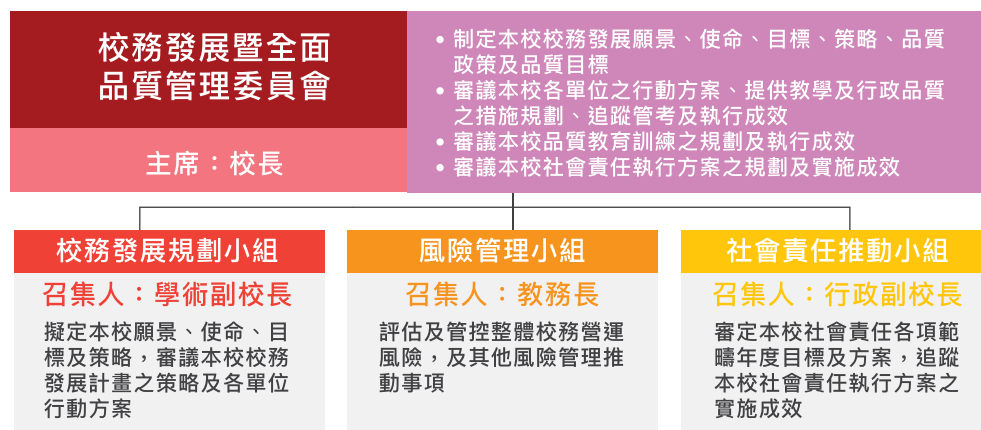 校務發展暨全面
品質管理委員會
主席：校長
• 制定本校校務發展願景、使命、目標、策略、品質
政策及品質目標
• 審議本校各單位之行動方案、提供教學及行政品質
之措施規劃、追蹤管考及執行成效
• 審議本校品質教育訓練之規劃及執行成效
• 審議本校社會責任執行方案之規劃及實施成效
校務發展規劃小組
召集人：學術副校長
擬定本校願景、使命、目
標及策略，審議本校校務
發展計畫之策略及各單位
行動方案
風險管理小組
召集人：教務長
評估及管控整體校務營運
風險，及其他風險管理推
動事項
社會責任推動小組
召集人：行政副校長
審定本校社會責任各項範
疇年度目標及方案，追蹤
本校社會責任執行方案之
實施成效